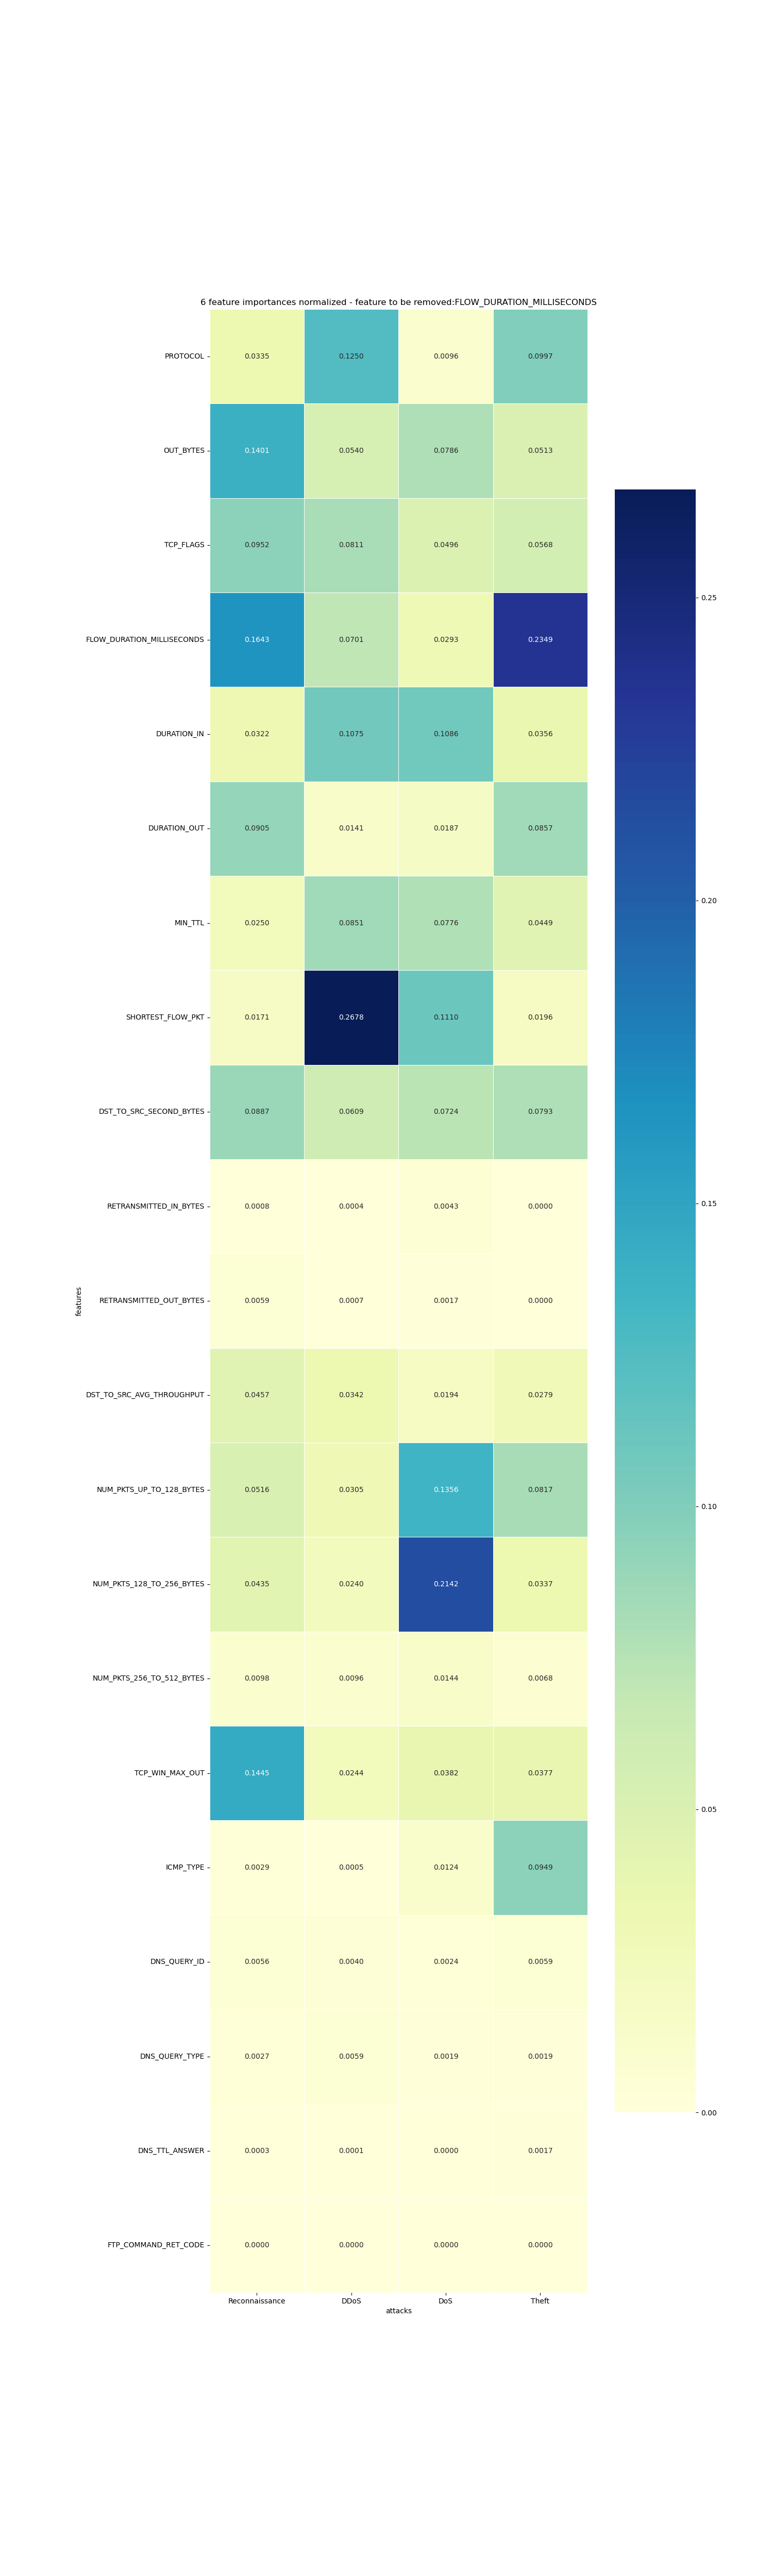 6 feature importances normalized - feature to be removed:FLOW_DURATION_MILLISECONDS
PROTOCOL 0.0335 0.1250 0.0096 0.0997
OUT_BYTES 0.1401 0.0540 0.0786 0.0513
TCP_FLAGS 0.0952 0.0811 0.0496 0.0568
FLOW_DURATION_MILLISECONDS 0.1643 0.0701 0.0293 0.2349
DURATION_IN 0.0322 0.1075 0.1086 0.0356
DURATION_OUT 0.0905 0.0141 0.0187 0.0857
MIN_TTL 0.0250 0.0851 0.0776 0.0449
SHORTEST_FLOW_PKT 0.0171 0.2678 0.1110 0.0196
DST_TO_SRC_SECOND_BYTES 0.0887 0.0609 0.0724 0.0793
RETRANSMITTED_IN_BYTES 0.0008 0.0004 0.0043 0.0000
RETRANSMITTED_OUT_BYTES 0.0059 0.0007 0.0017 0.0000
DST_TO_SRC_AVG_THROUGHPUT 0.0457 0.0342 0.0194 0.0279
NUM_PKTS_UP_TO_128_BYTES 0.0516 0.0305 0.1356 0.0817
NUM_PKTS_128_TO_256_BYTES 0.0435 0.0240 0.2142 0.0337
NUM_PKTS_256_TO_512_BYTES 0.0098 0.0096 0.0144 0.0068
TCP_WIN_MAX_OUT 0.1445 0.0244 0.0382 0.0377
ICMP_TYPE 0.0029 0.0005 0.0124 0.0949
DNS_QUERY_ID 0.0056 0.0040 0.0024 0.0059
DNS_QUERY_TYPE 0.0027 0.0059 0.0019 0.0019
DNS_TTL_ANSWER 0.0003 0.0001 0.0000 0.0017
FTP_COMMAND_RET_CODE 0.0000 0.0000 0.0000 0.0000
Reconnaissance DDoS DoS Theft
attacks
features
0.25
0.20
0.15
0.10
0.05
0.00